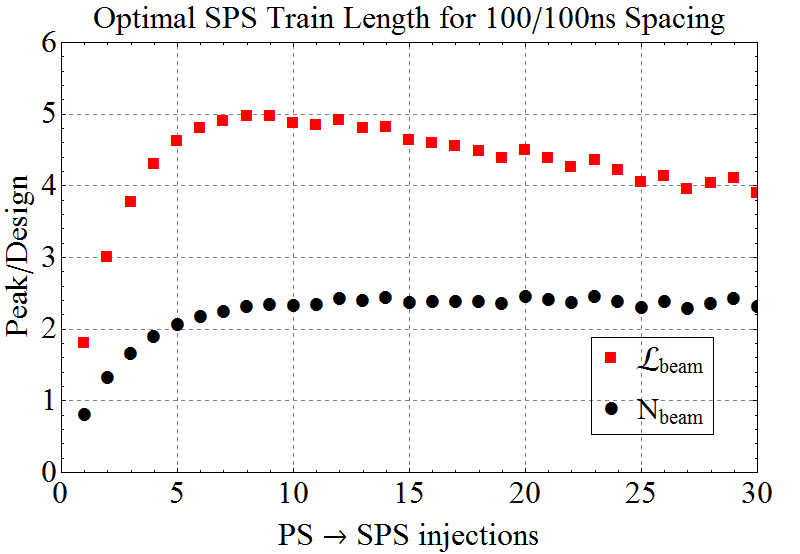 Optimal SPS Train Length for 100/100ns Spacing
Peak/Design
6
5
4
3
2
1
0
0 5 10 15 20 25 30
PS → SPS injections
ℒbeam
Nbeam